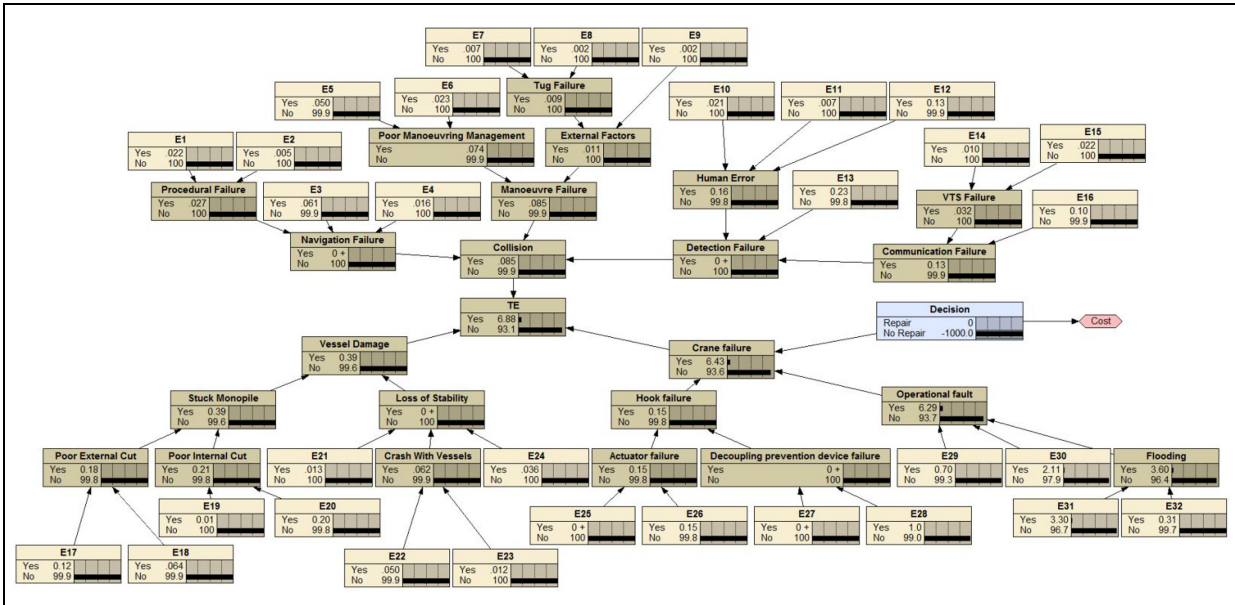 E7
Yes .007
No 100
E8
Yes .002
No 100
E9
Yes .002
No 100
E5
Yes .050
No 99.9
E6
Yes .023
No 100
Tug Failure
Yes .009
No 100
E10
Yes .021
No 100
E11
Yes .007
No 100
E12
Yes 0.13
No 99.9
E1
Yes .022
No 100
E2
Yes .005
No 100
Poor Manoeuvring Management
Yes .074
No 99.9
External Factors
Yes .011
No 100
E14
Yes .010
No 100
E15
Yes .022
No 100
Procedural Failure
Yes .027
No 100
E3
Yes .061
No 99.9
E4
Yes .016
No 100
Manoeuvre Failure
Yes .085
No 99.9
Human Error
Yes 0.16
No 99.8
E13
Yes 0.23
No 99.8
VTS Failure
Yes .032
No 100
E16
Yes 0.10
No 99.9
Navigation Failure
Yes 0 +
No 100
Collision
Yes .085
No 99.9
Detection Failure
Yes 0 +
No 100
Communication Failure
Yes 0.13
No 99.9
TE
Yes 6.88
No 93.1
Decision
Repair 0
No Repair -1000.0
Cost
Vessel Damage
Yes 0.39
No 99.6
Crane failure
Yes 6.43
No 93.6
Stuck Monopile
Yes 0.39
No 99.6
Loss of Stability
Yes 0 +
No 100
Hook failure
Yes 0.15
No 99.8
Operational fault
Yes 6.29
No 93.7
Poor External Cut
Yes 0.18
No 99.8
Poor Internal Cut
Yes 0.21
No 99.8
E21
Yes .013
No 100
Crash With Vessels
Yes .062
No 99.9
E24
Yes .036
No 100
Actuator failure
Yes 0.15
No 99.8
Decoupling prevention device failure
Yes 0 +
No 100
E29
Yes 0.70
No 99.3
E30
Yes 2.11
No 97.9
Flooding
Yes 3.60
No 96.4
E19
Yes 0.01
No 100
E20
Yes 0.20
No 99.8
E25
Yes 0 +
No 100
E26
Yes 0.15
No 99.8
E27
Yes 0 +
No 100
E28
Yes 1.0
No 99.0
E31
Yes 3.30
No 96.7
E32
Yes 0.31
No 99.7
E17
Yes 0.12
No 99.9
E18
Yes .064
No 99.9
E22
Yes .050
No 99.9
E23
Yes .012
No 100